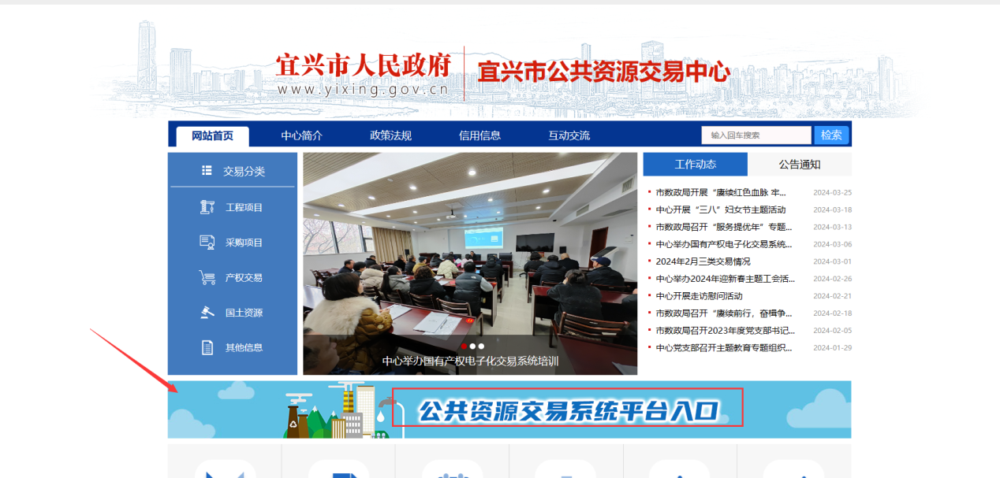 宜兴市人民政府
www.yixing.gov.cn
宜兴市公共资源交易中心
网站首页 中心简介 政策法规 信用信息 互动交流 输入回车搜索 检索
交易分类
工程项目
采购项目
产权交易
国土资源
其他信息
中心举办国有产权电子化交易系统培训
工作动态 公告通知
市数政局开展“赓续红色血脉 牢... 2024-03-25
中心开展“三八”妇女节主题活动 2024-03-18
市数政局召开“服务提优年”专题... 2024-03-13
中心举办国有产权电子化交易系统... 2024-03-06
2024年2月三类交易情况 2024-03-01
中心举办2024年迎新春主题工会活... 2024-02-26
中心开展走访慰问活动 2024-02-21
市数政局召开“赓续前行，奋楫争... 2024-02-18
市数政局召开2023年度党支部书记... 2024-02-05
中心党支部召开主题教育专题组织... 2024-01-29
公共资源交易系统平台入口